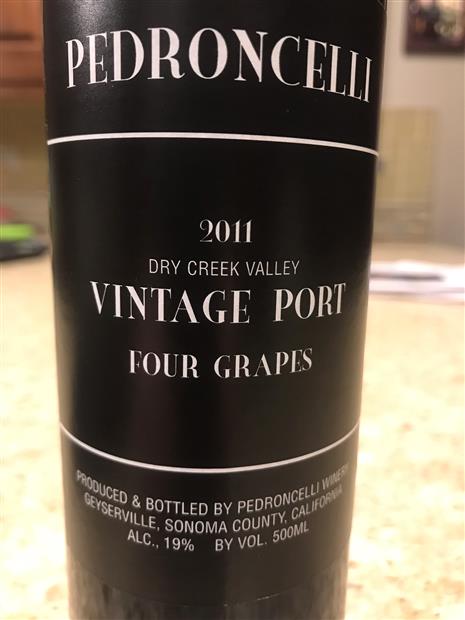 PEDRONCELLI
2011
DRY CREEK VALLEY
VINTAGE PORT
FOUR GRAPES
PRODUCED & BOTTLED BY PEDRONCELLI WINERY
GEYSERVILLE, SONOMA COUNTY, CALIFORNIA
ALC., 19% BY VOL. 500ML